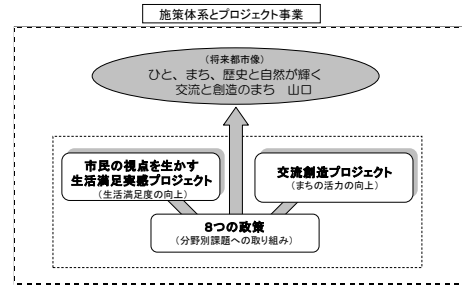 施策体系とプロジェクト事業
(将来都市像)
ひと、まち、歴史と自然が輝く
交流と創造のまち 山口
市民の視点を生かす
生活満足実感プロジェクト
(生活満足度の向上)
交流創造プロジェクト
(まちの活力の向上)
8つの政策
(分野別課題への取り組み)